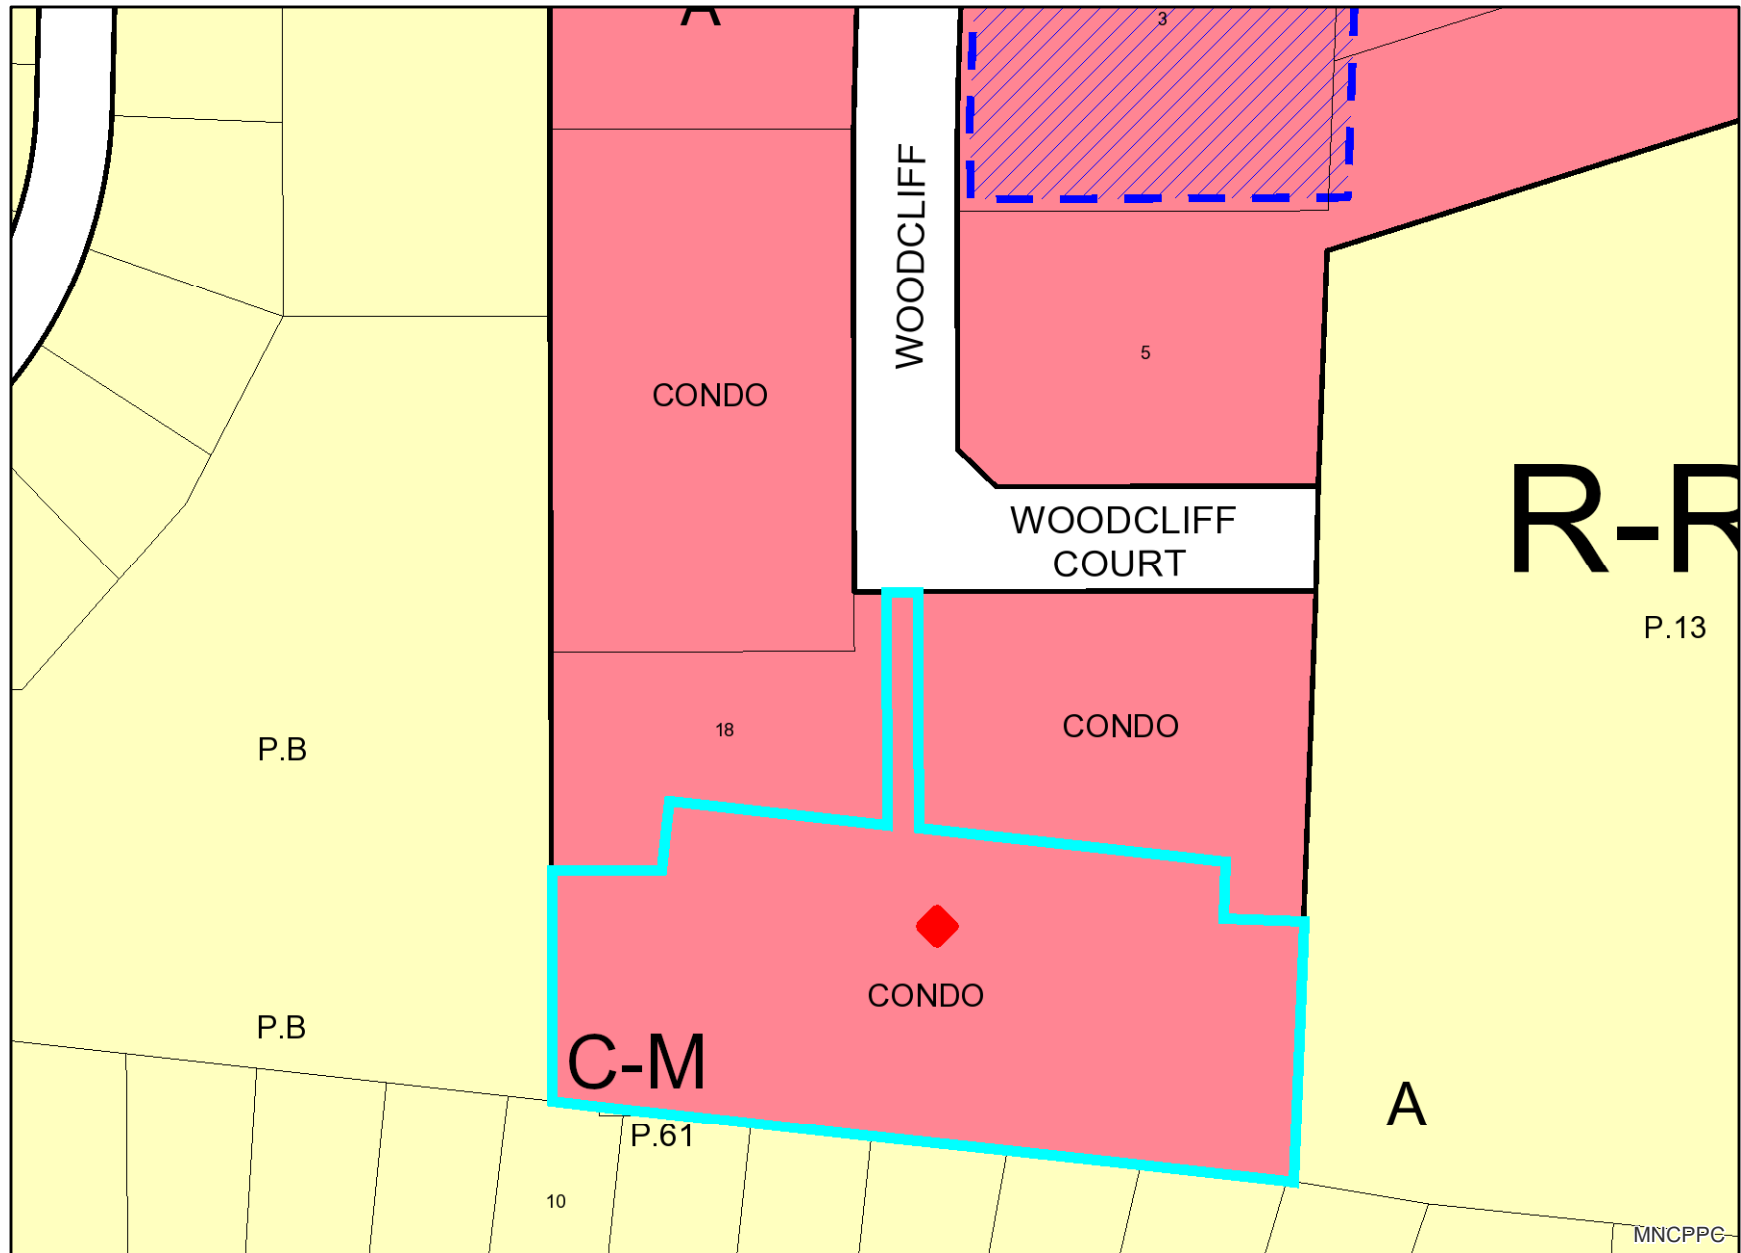 A
3
WOODCLIFF
5
CONDO
WOODCLIFF
COURT
R-R
P.13
18
CONDO
P.B
CONDO
P.B
C-M
A
P.61
10
MNCPPC